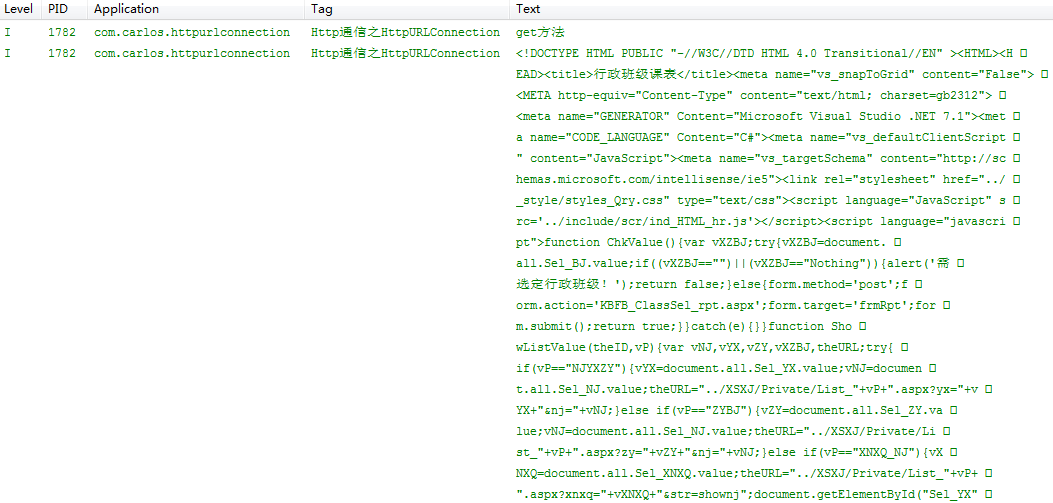 Level PID Application Tag Text
I 1782 com.carlos.httpurlconnection Http通信之HttpURLConnection get方法
I 1782 com.carlos.httpurlconnection Http通信之HttpURLConnection <!DOCTYPE HTML PUBLIC "-//W3C//DTD HTML 4.0 Transitional//EN" ><HTML><H
EAD><title>行政班级课表</title><meta name="vs_snapToGrid" content="False">
<META http-equiv="Content-Type" content="text/html; charset=gb2312">
<meta name="GENERATOR" Content="Microsoft Visual Studio .NET 7.1"><met
a name="CODE_LANGUAGE" Content="C#"><meta name="vs_defaultClientScript
" content="JavaScript"><meta name="vs_targetSchema" content="http://sc
hemas.microsoft.com/intellisense/ie5"><link rel="stylesheet" href="../
_style/styles_Qry.css" type="text/css"><script language="JavaScript" s
rc='../include/scr/ind_HTML_hr.js'></script><script language="javascri
pt">function ChkValue(){var vXZBJ;try{vXZBJ=document.
all.Sel_BJ.value;if((vXZBJ=="")||(vXZBJ=="Nothing")){alert('需
选定行政班级！');return false;}else{form.method='post';f
orm.action='KBFB_ClassSel_rpt.aspx';form.target='frmRpt';for
m.submit();return true;}}catch(e){}}function Sho
wListValue(theID,vP){var vNJ,vYX,vZY,vXZBJ,theURL;try{
if(vP=="NJYXZY"){vYX=document.all.Sel_YX.value;vNJ=documen
t.all.Sel_NJ.value;theURL="../XSXJ/Private/List_"+vP+".aspx?yx="+v
YX+"&nj="+vNJ;}else if(vP=="ZYBJ"){vZY=document.all.Sel_ZY.va
lue;vNJ=document.all.Sel_NJ.value;theURL="../XSXJ/Private/Li
st_"+vP+".aspx?zy="+vZY+"&nj="+vNJ;}else if(vP=="XNXQ_NJ"){vX
NXQ=document.all.Sel_XNXQ.value;theURL="../XSXJ/Private/List_"+vP+
".aspx?xnxq="+vXNXQ+"&str=shownj";document.getElementById("Sel_YX"